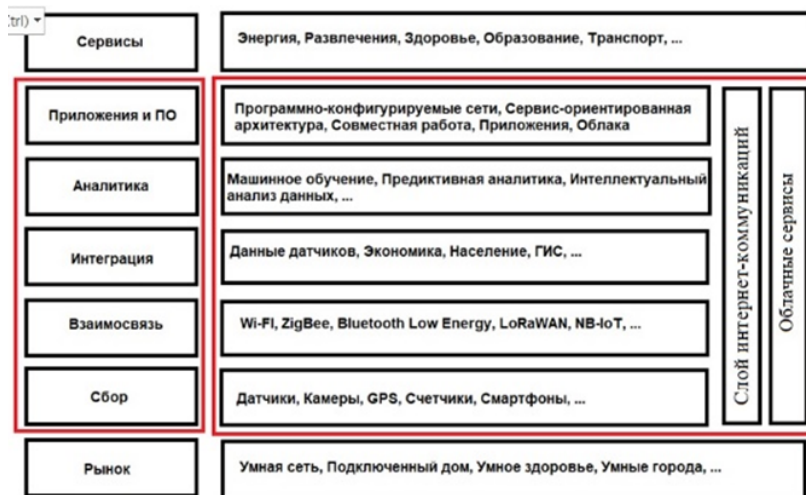 Ctrl)
Сервисы
Энергия, Развлечения, Здоровье, Образование, Транспорт, ...
Приложения и ПО
Программно-конфигурируемые сети, Сервис-ориентированная
архитектура, Совместная работа, Приложения, Облака
Аналитика
Машинное обучение, Предиктивная аналитика, Интеллектуальный
анализ данных, ...
Интеграция
Данные датчиков, Экономика, Население, ГИС, ...
Взаимосвязь
Wi-FI, ZigBee, Bluetooth Low Energy, LoRaWAN, NB-IoT, ...
Сбор
Датчики, Камеры, GPS, Счетчики, Смартфоны, ...
Слой интернет-коммуникаций
Облачные сервисы
Рынок
Умная сеть, Подключенный дом, Умное здоровье, Умные города, ...